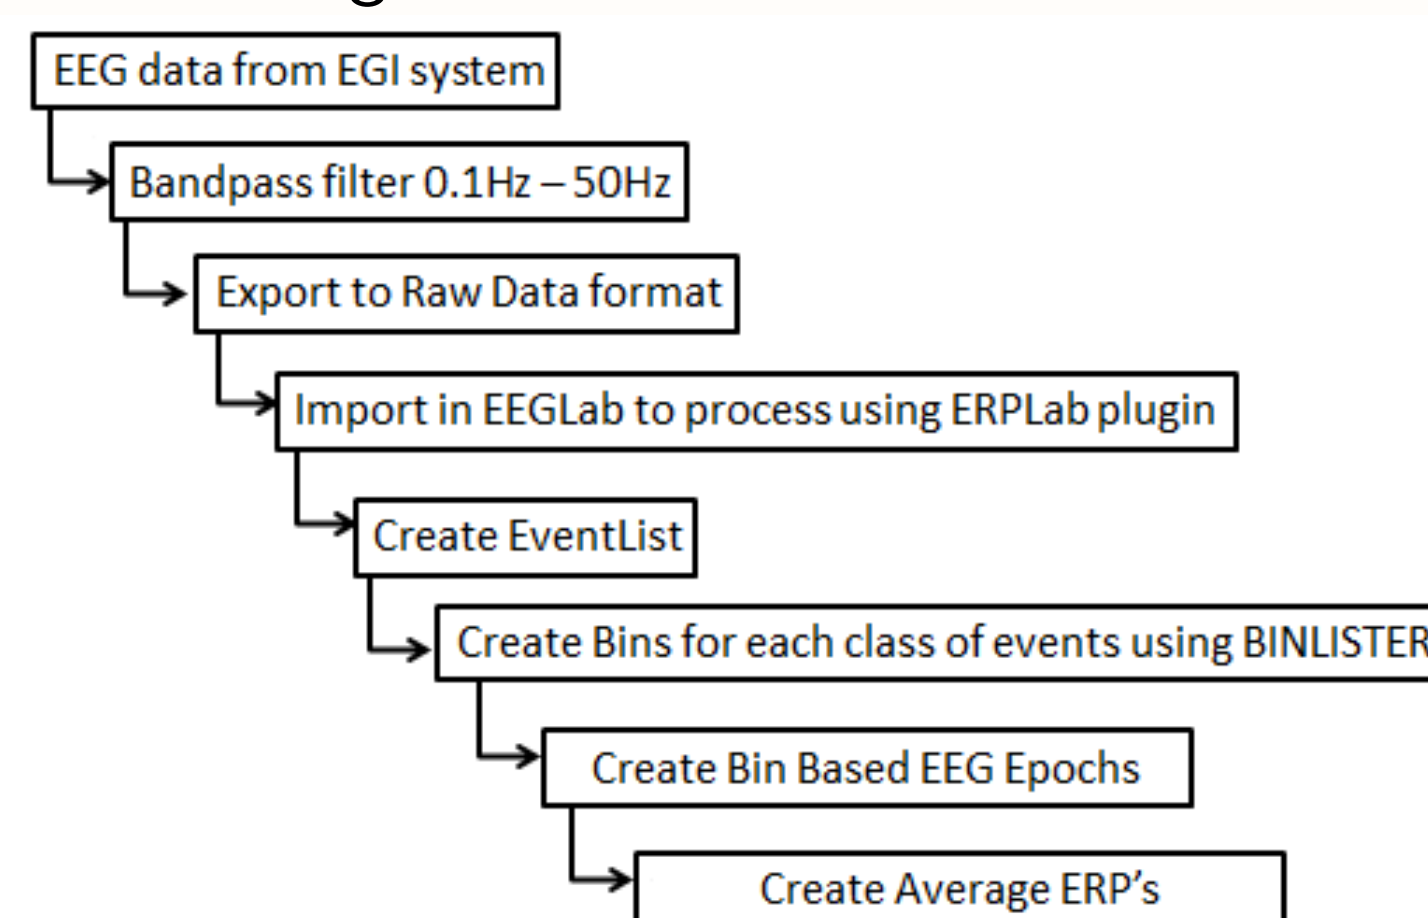 EEG data from EGI system
Bandpass filter 0.1Hz – 50Hz
Export to Raw Data format
Import in EEGLab to process using ERPLab plugin
Create EventList
Create Bins for each class of events using BINLISTER
Create Bin Based EEG Epochs
Create Average ERP’s